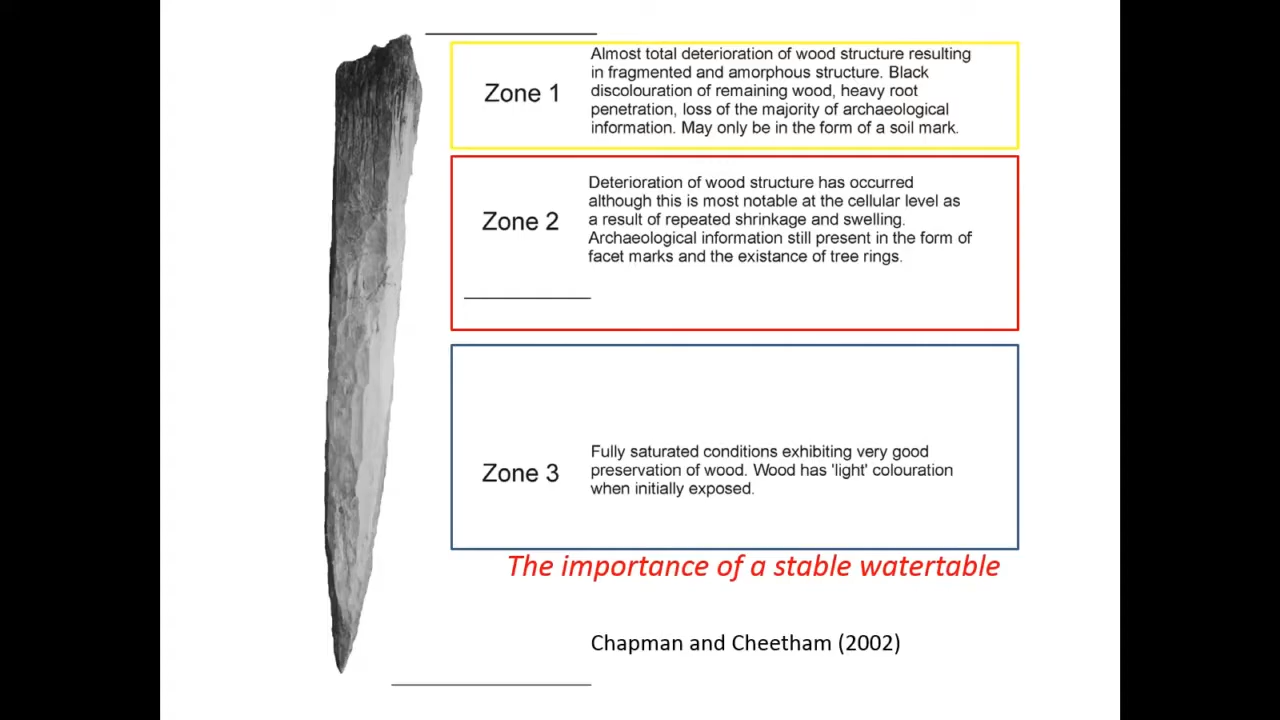 Zone 1
Almost total deterioration of wood structure resulting
in fragmented and amorphous structure. Black
discolouration of remaining wood, heavy root
penetration, loss of the majority of archaeological
information. May only be in the form of a soil mark.
Zone 2
Deterioration of wood structure has occurred
although this is most notable at the cellular level as
a result of repeated shrinkage and swelling.
Archaeological information still present in the form of
facet marks and the existance of tree rings.
Zone 3
Fully saturated conditions exhibiting very good
preservation of wood. Wood has 'light' colouration
when initially exposed.
The importance of a stable watertable
Chapman and Cheetham (2002)